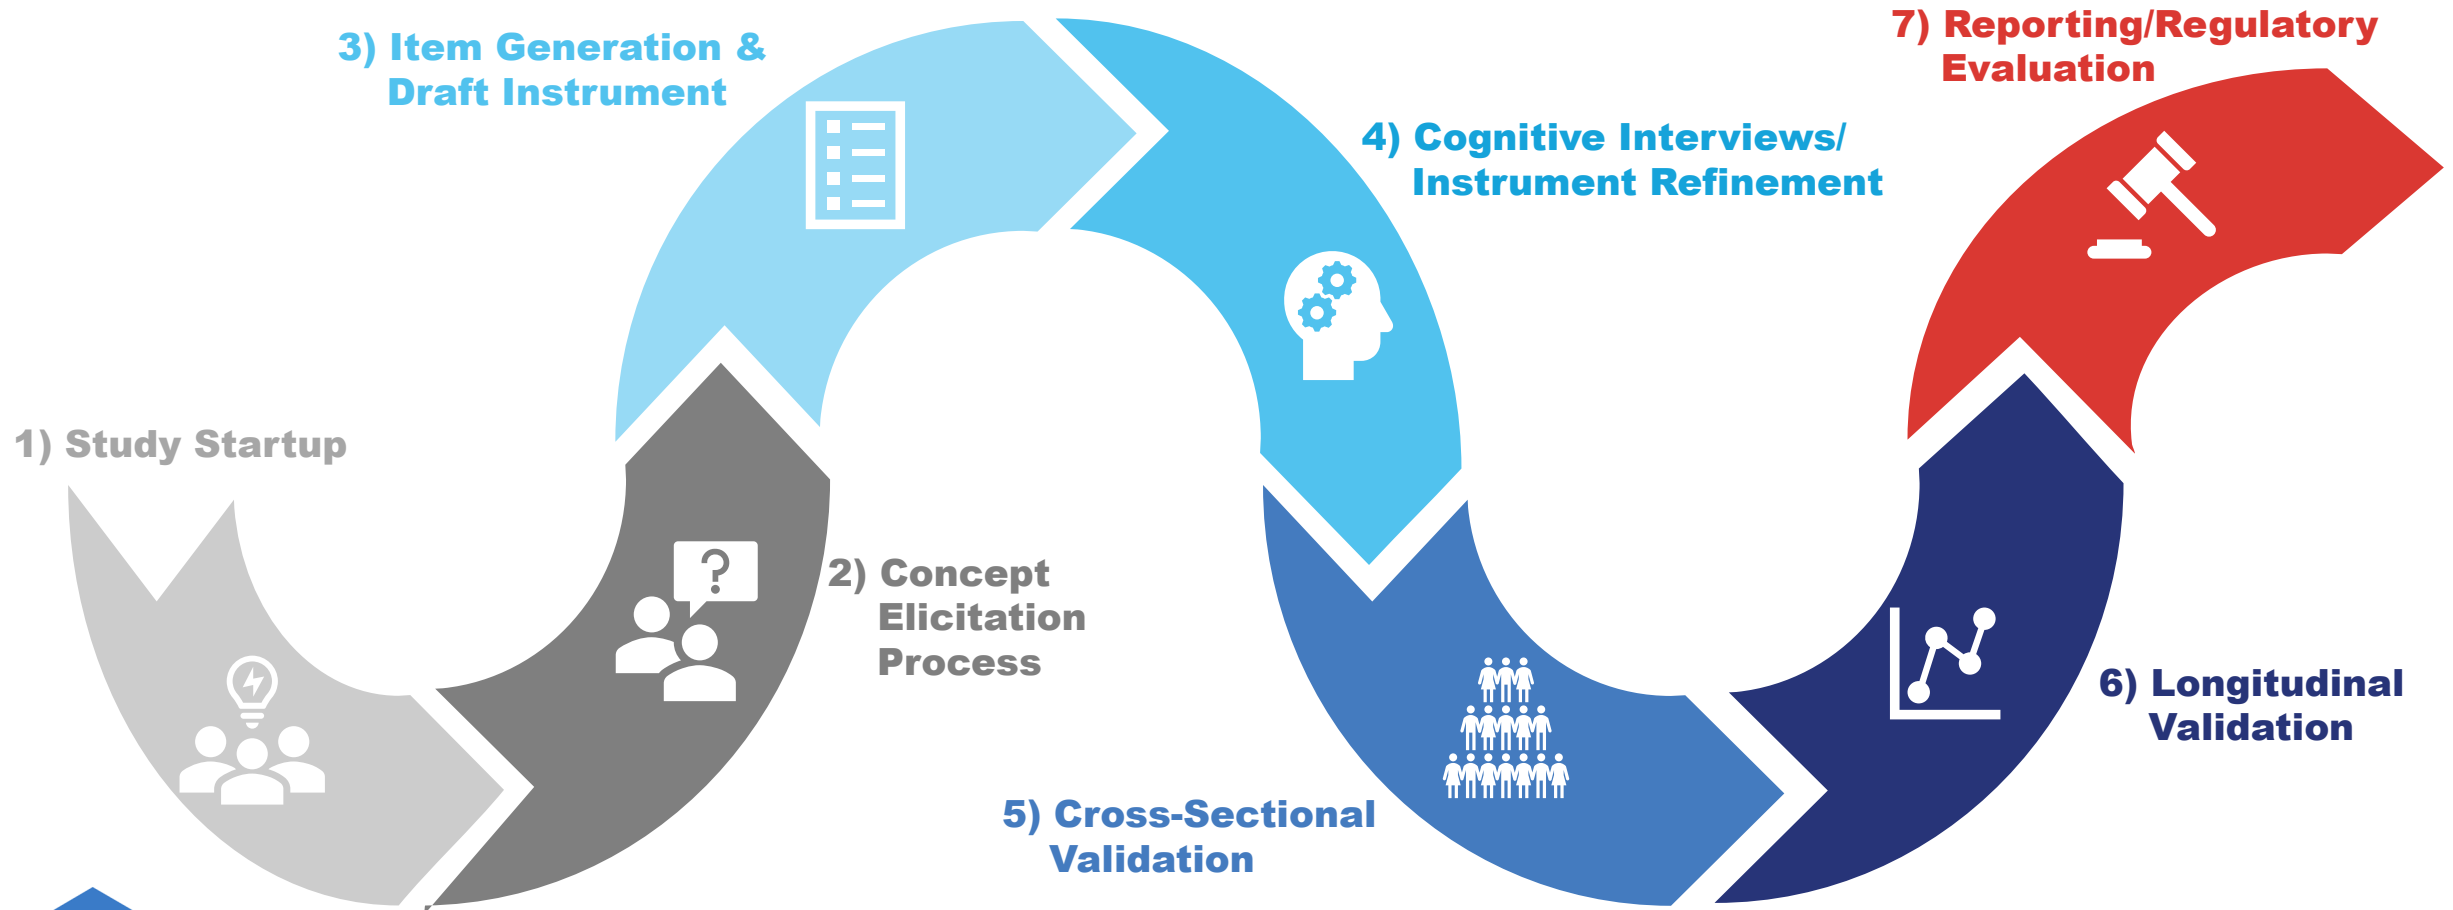 1) Study Startup
2) Concept
Elicitation
Process
?
3) Item Generation &
Draft Instrument
4) Cognitive Interviews/
Instrument Refinement
5) Cross-Sectional
Validation
6) Longitudinal
Validation
7) Reporting/Regulatory
Evaluation